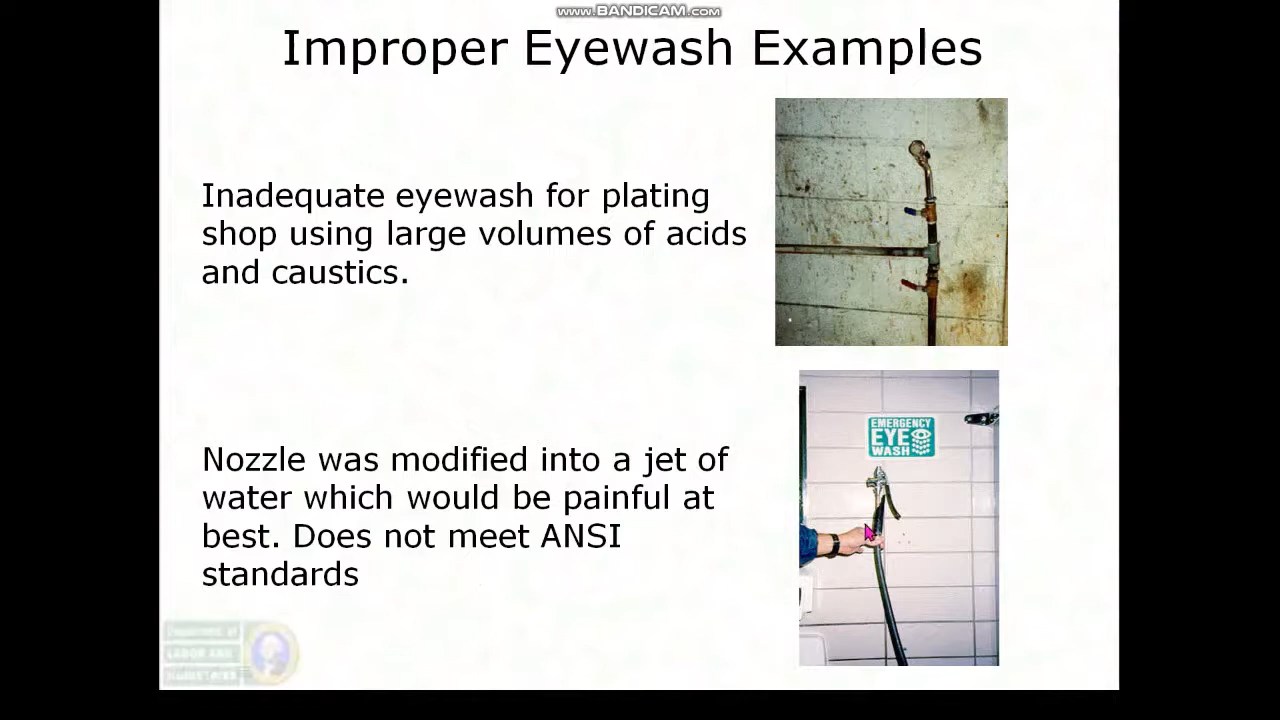 www.BANDICAM.com
Improper Eyewash Examples
Inadequate eyewash for plating
shop using large volumes of acids
and caustics.
EMERGENCY
EYE
WASH
Nozzle was modified into a jet of
water which would be painful at
best. Does not meet ANSI
standards